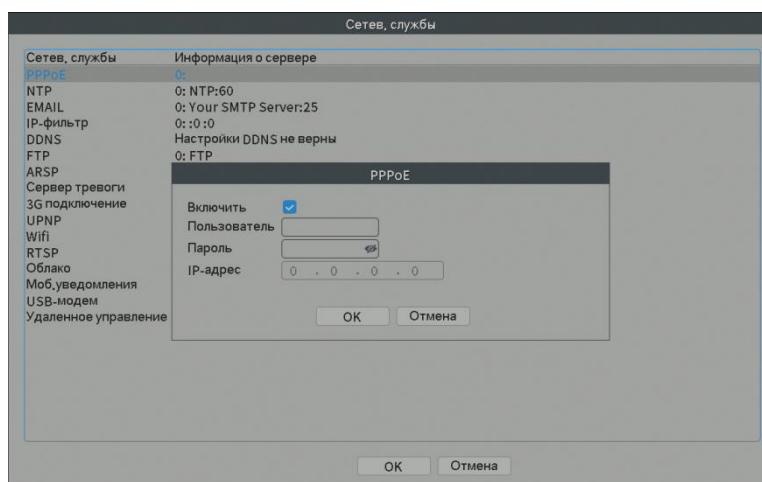 Сетев, службы
Сетев, службы Информация о сервере
PPPoE 0:
NTP 0: NTP:60
EMAIL 0: Your SMTP Server:25
IP-фильтр 0: :0 :0
DDNS Настройки DDNS не верны
FTP 0: FTP
ARSP
PPPoE
Сервер тревоги
3G подключение
Включить
UPNP
Пользователь
Wifi
RTSP
Пароль
Облако
IP-адрес 0 . 0 . 0 . 0
Моб,уведомления
USB-модем
Удаленное управление
OK Отмена
OK Отмена